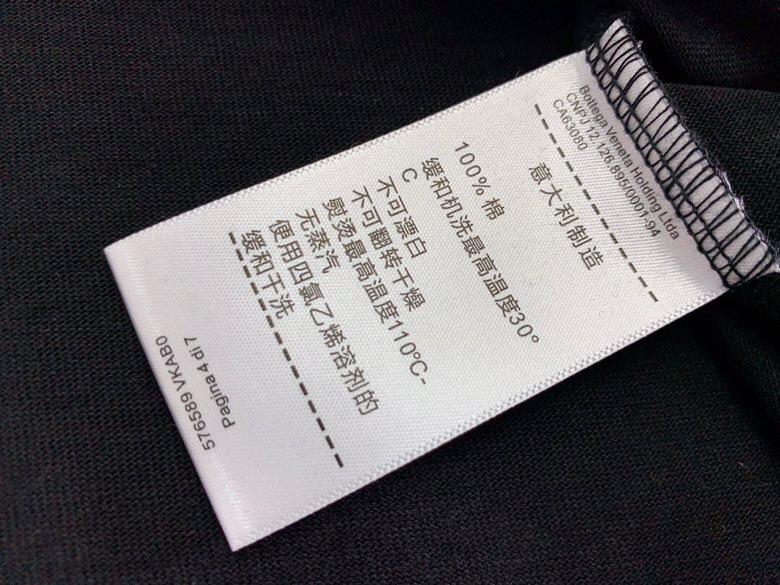 Bottega Veneta Holding Ltda
CNPJ 12.126.895/0001-94
CA63080
意大利制造
100% 棉
缓和机洗最高温度30°
C
不可漂白
不可翻转干燥
熨烫最高温度110°C-
无蒸汽
使用四氯乙烯溶剂的
缓和干洗
576589 VKAB0
Pagina 4 di 7